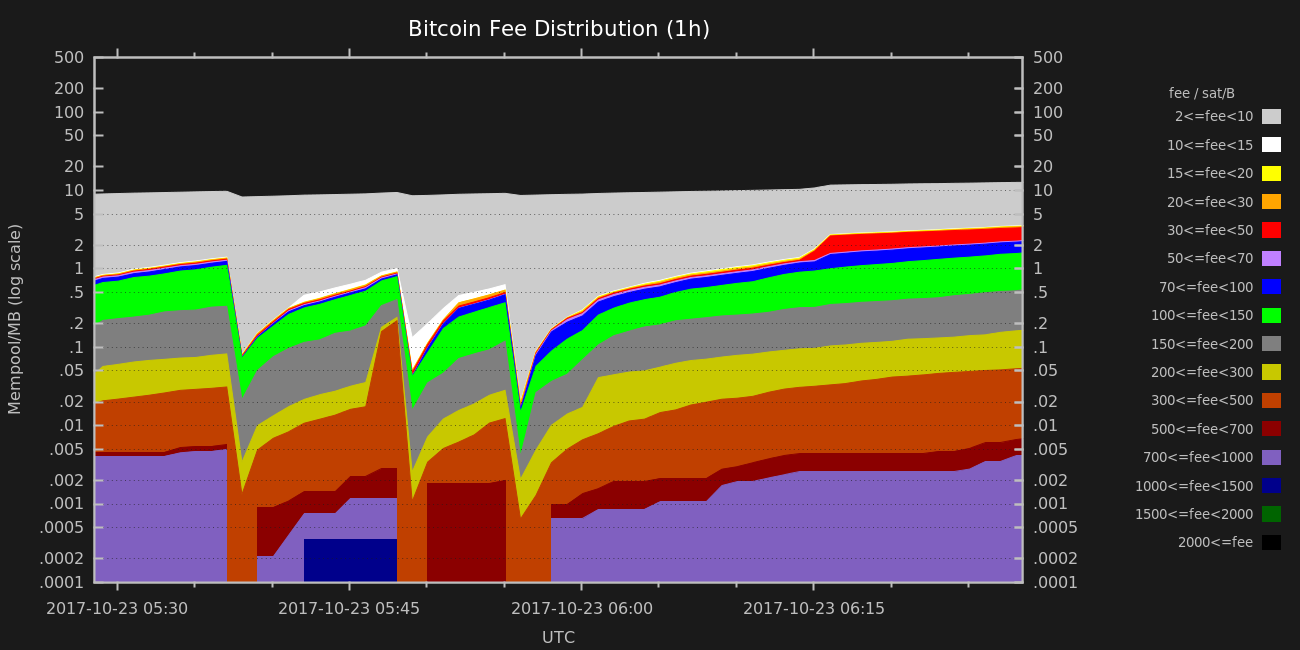 Bitcoin Fee Distribution (1h)
Mempool/MB (log scale)
500
200
100
50
20
10
5
2
1
.5
.2
.1
.05
.02
.01
.005
.002
.001
.0005
.0002
.0001
500
200
100
50
20
10
5
2
1
.5
.2
.1
.05
.02
.01
.005
.002
.001
.0005
.0002
.0001
2017-10-23 05:30 2017-10-23 05:45 2017-10-23 06:00 2017-10-23 06:15
UTC
fee / sat/B
2<=fee<10
10<=fee<15
15<=fee<20
20<=fee<30
30<=fee<50
50<=fee<70
70<=fee<100
100<=fee<150
150<=fee<200
200<=fee<300
300<=fee<500
500<=fee<700
700<=fee<1000
1000<=fee<1500
1500<=fee<2000
2000<=fee